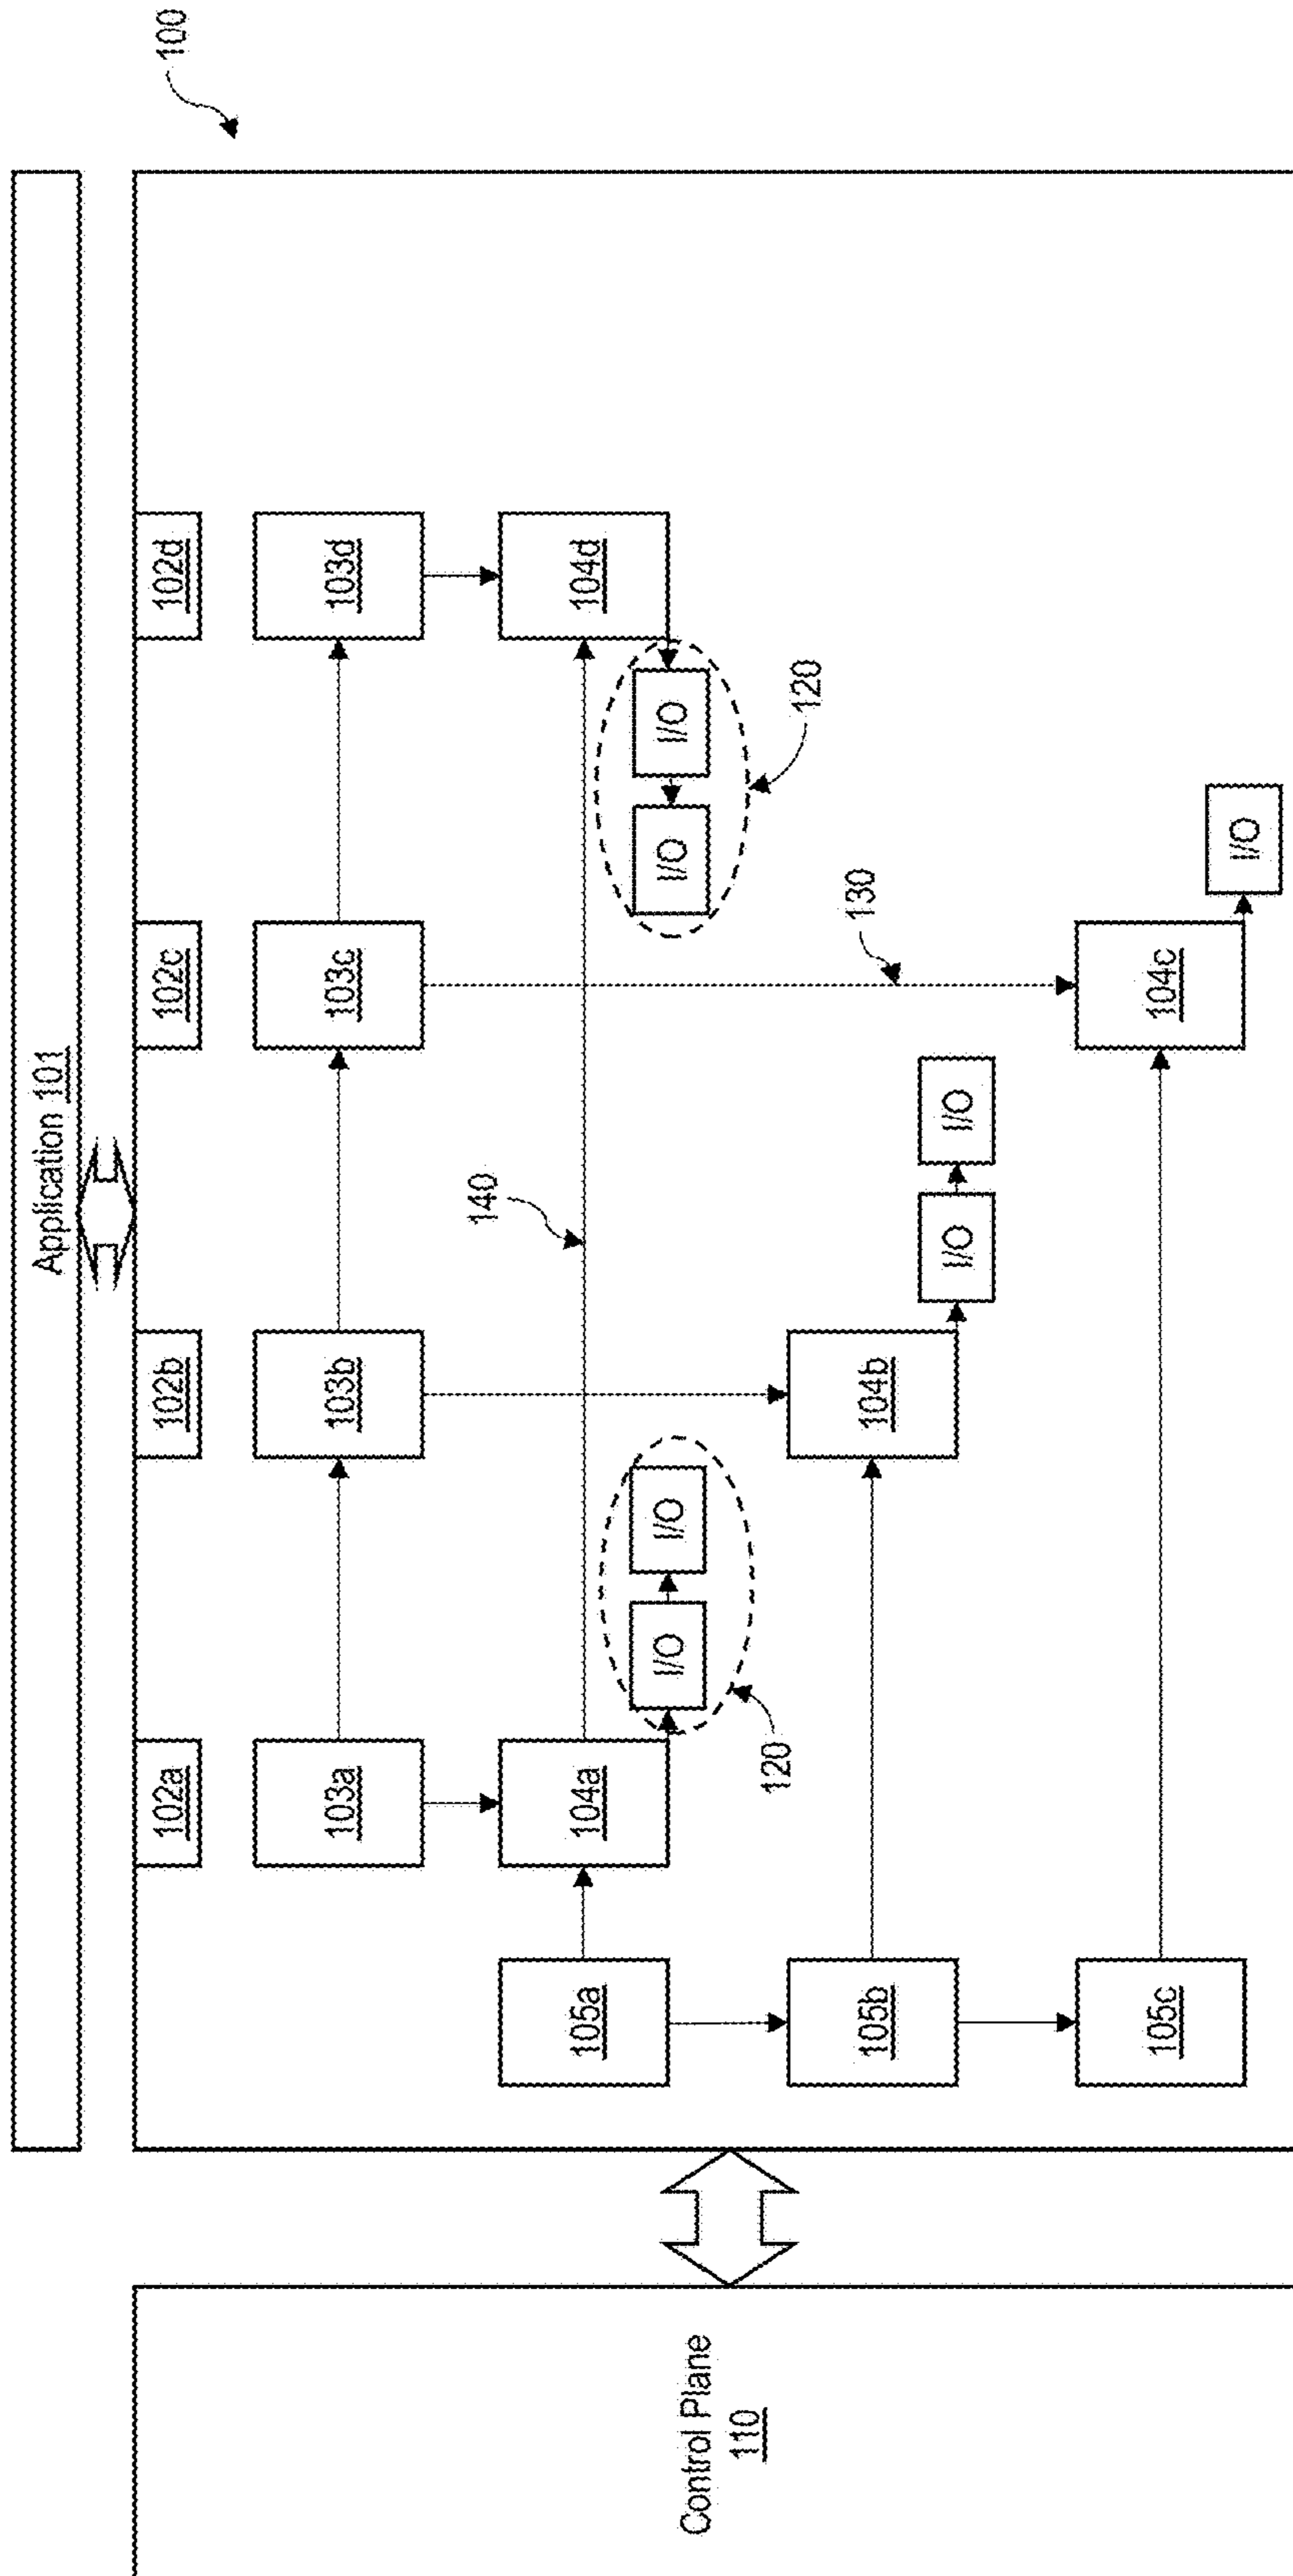 100
Application 101
102a
102b
102c
102d
103a
103b
103c
103d
140
105a
104a
104d
I/O
I/O
I/O
I/O
120
120
130
105b
104b
I/O
I/O
105c
104c
I/O
Control Plane
110